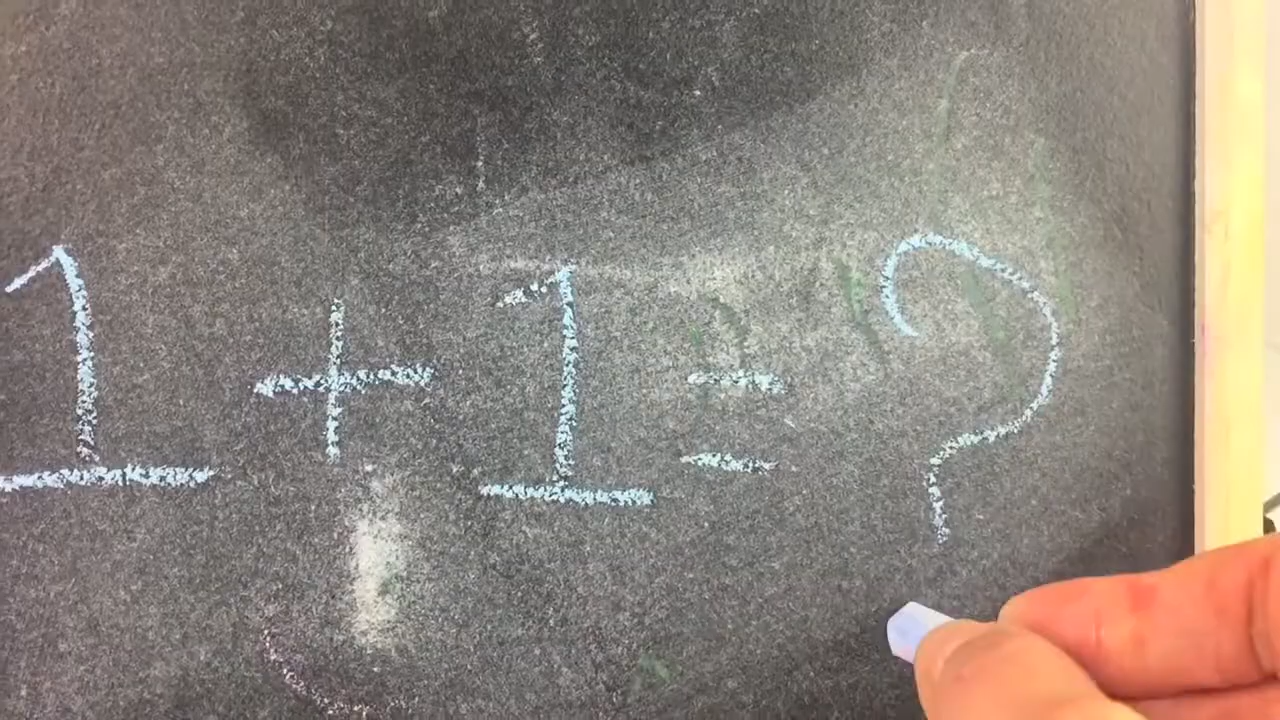 1 + 1 = ?